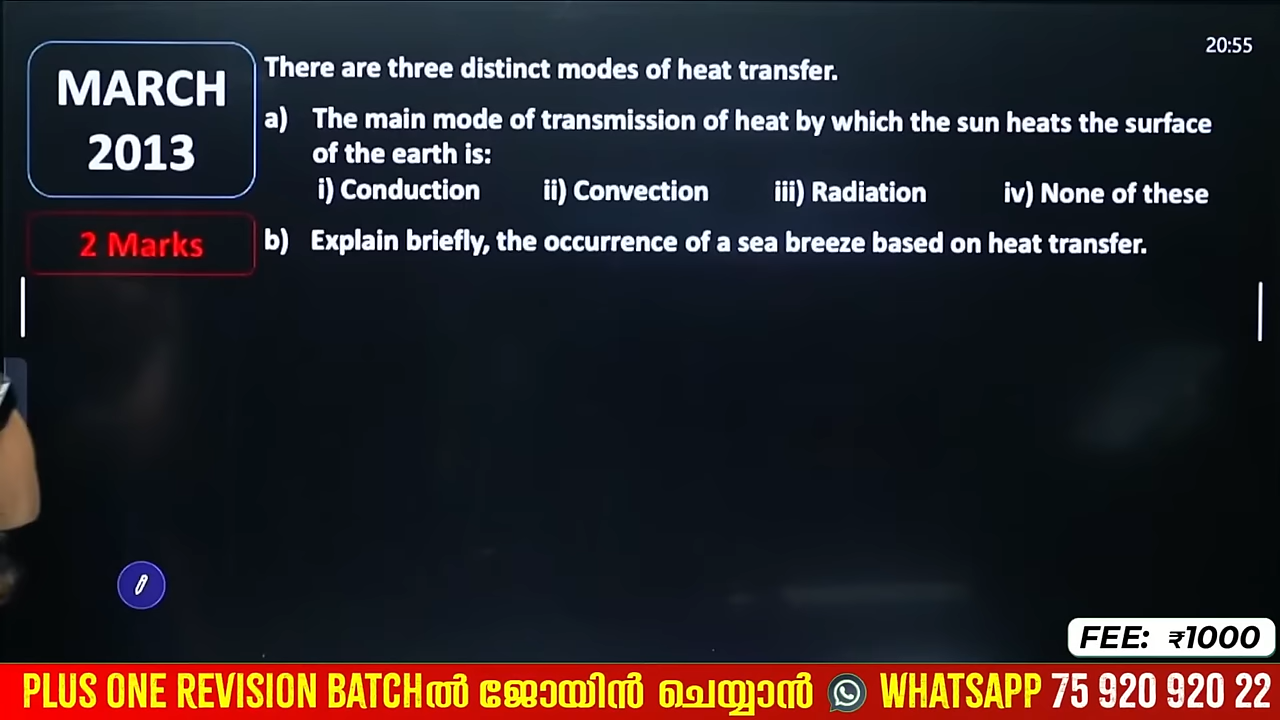 20:55
MARCH
2013
2 Marks
There are three distinct modes of heat transfer.
a) The main mode of transmission of heat by which the sun heats the surface
of the earth is:
i) Conduction ii) Convection iii) Radiation iv) None of these
b) Explain briefly, the occurrence of a sea breeze based on heat transfer.
FEE: ₹1000
PLUS ONE REVISION BATCHൽ ജോയിൻ ചെയ്യാൻ WHATSAPP 75 920 920 22